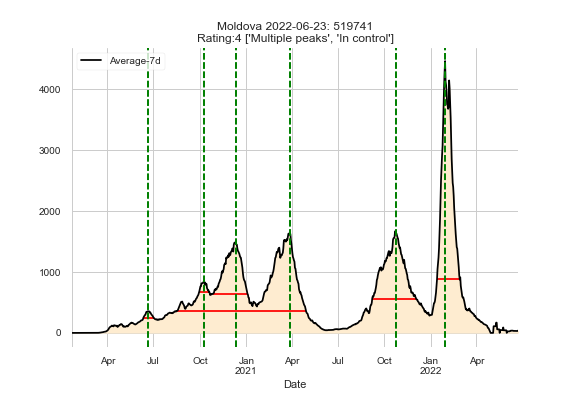 Moldova 2022-06-23: 519741
Rating:4 ['Multiple peaks', 'In control']
Average-7d
4000
3000
2000
1000
0
Apr Jul Oct Jan Apr Jul Oct Jan Apr
2021 2022
Date